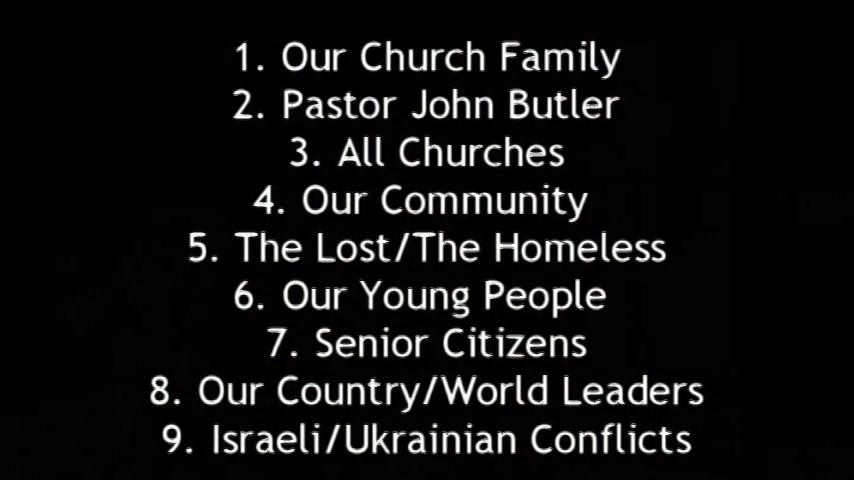 1. Our Church Family
2. Pastor John Butler
3. All Churches
4. Our Community
5. The Lost/The Homeless
6. Our Young People
7. Senior Citizens
8. Our Country/World Leaders
9. Israeli/Ukrainian Conflicts